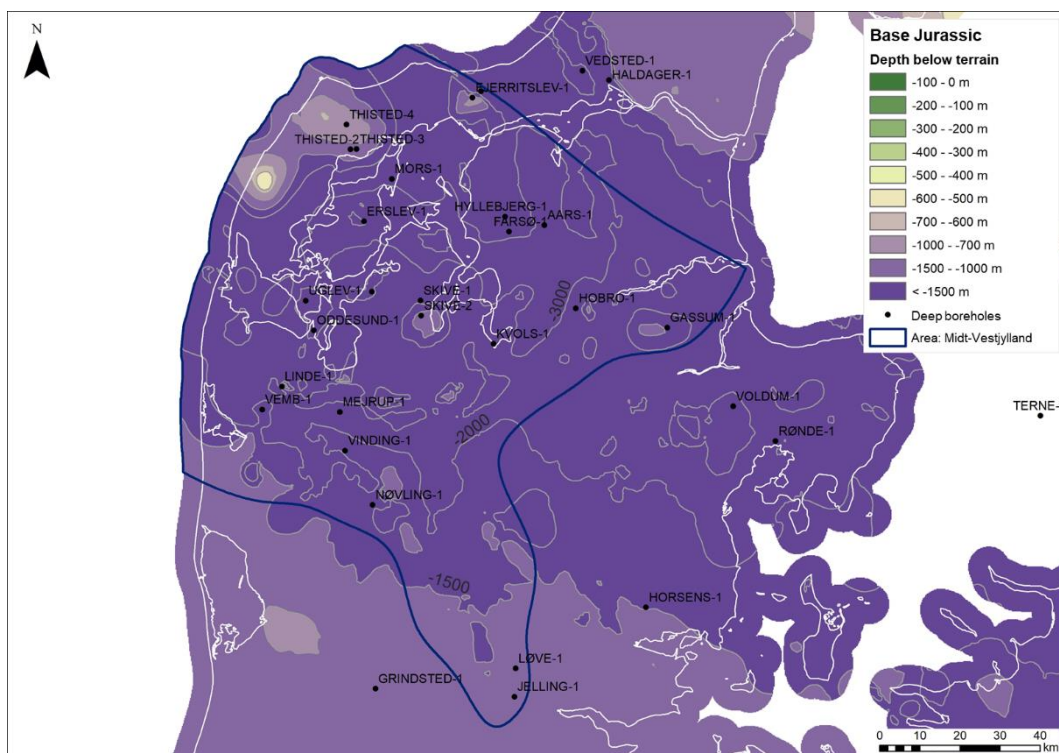 N
Base Jurassic
Depth below terrain
-100 - 0 m
-200 - -100 m
-300 - -200 m
-400 - -300 m
-500 - -400 m
-600 - -500 m
-700 - -600 m
-1000 - -700 m
-1500 - -1000 m
< -1500 m
Deep boreholes
Area: Midt-Vestjylland
VEDSTED-1
HALDAGER-1
FJERRITSLEV-1
THISTED-4
THISTED-2 THISTED-3
MORS-1
ERSLEV-1
HYLLEBJERG-1
AARS-1
FARSØ-1
UGLEV-1
SKIVE-1
SKIVE-2
-3000
HOBRO-1
GASSUM-1
ODDESUND-1
KVOLS-1
LINDE-1
VEMB-1
MEJRUP-1
VOLDUM-1
TERNE-
-2000
RØNDE-1
VINDING-1
NØVLING-1
-1500
HORSENS-1
LØVE-1
GRINDSTED-1
JELLING-1
0 10 20 30 40
km